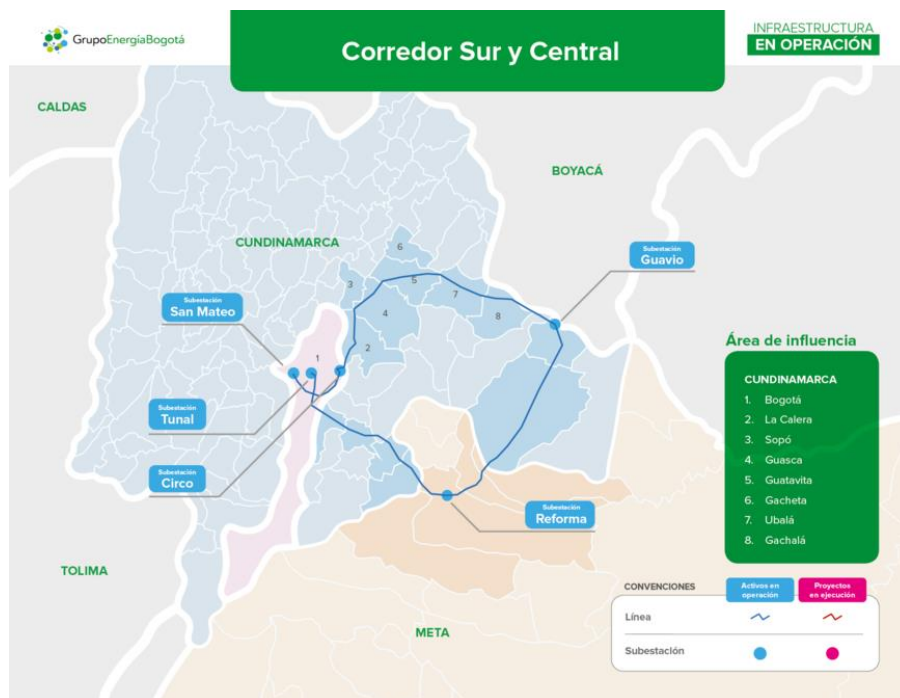 GrupoEnergíaBogotá
Corredor Sur y Central
INFRAESTRUCTURA
EN OPERACIÓN
CALDAS
BOYACÁ
CUNDINAMARCA
Subestación
Guavio
Subestación
San Mateo
Subestación
Tunal
Subestación
Circo
Subestación
Reforma
6
5
3
7
4
8
2
1
TOLIMA
META
Área de influencia
CUNDINAMARCA
1. Bogotá
2. La Calera
3. Sopó
4. Guasca
5. Guatavita
6. Gacheta
7. Ubalá
8. Gachalá
CONVENCIONES
Activos en
operación
Proyectos
en ejecución
Línea
Subestación